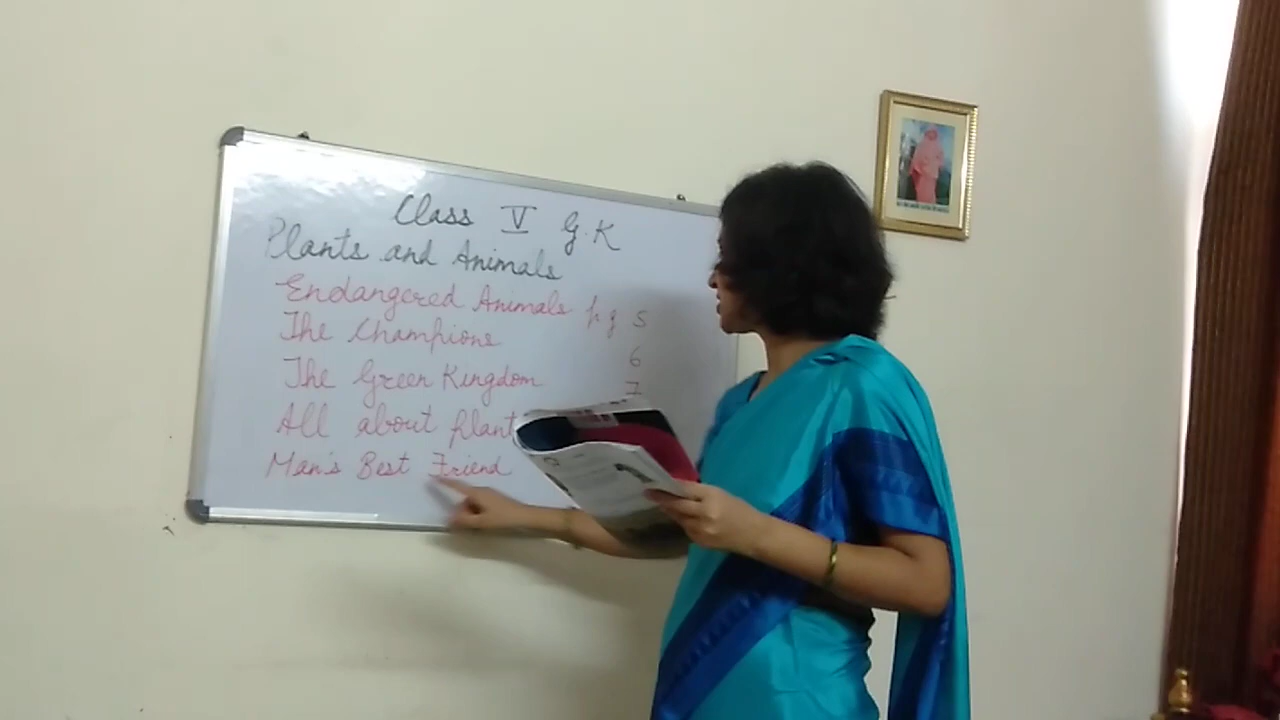 Class V G.K
Plants and Animals
Endangered Animals pg 5
The Champions 6
The Green Kingdom 7
All about plant
Man's Best Friend